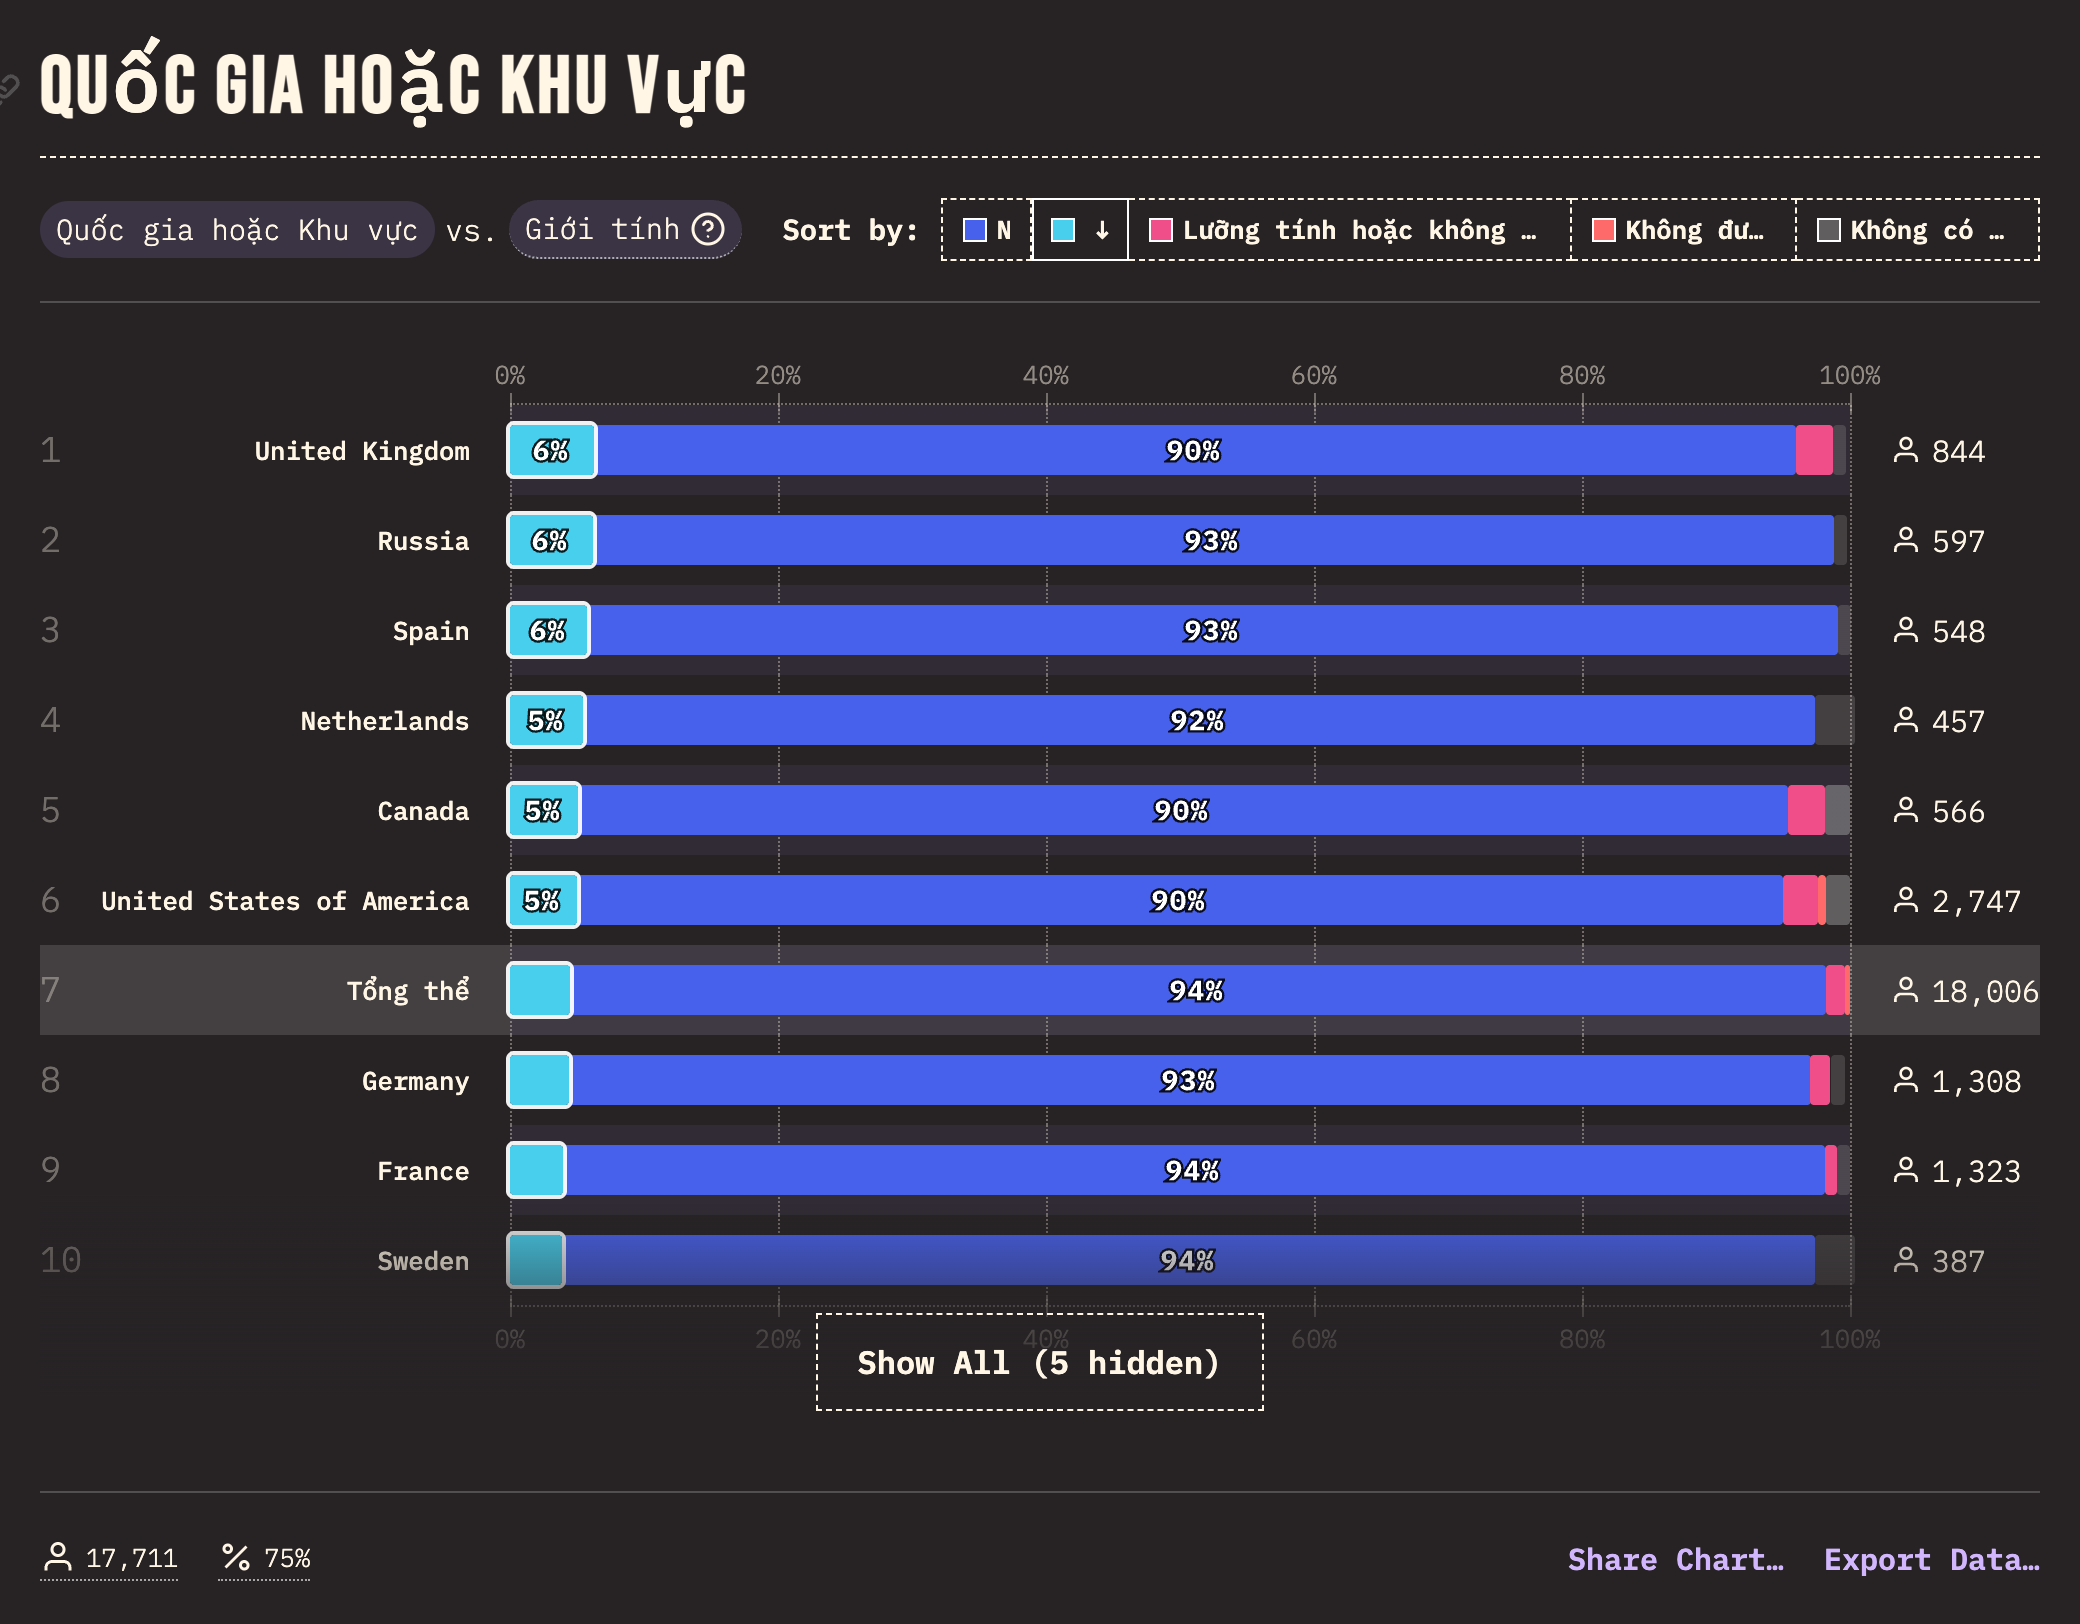 QUỐC GIA HOẶC KHU VỰC
Quốc gia hoặc Khu vực vs. Giới tính ? Sort by: N ↓ Lưỡng tính hoặc không … Không đư… Không có …
0% 20% 40% 60% 80% 100%
1 United Kingdom 6% 90% 844
2 Russia 6% 93% 597
3 Spain 6% 93% 548
4 Netherlands 5% 92% 457
5 Canada 5% 90% 566
6 United States of America 5% 90% 2,747
7 Tổng thể 94% 18,006
8 Germany 93% 1,308
9 France 94% 1,323
10 Sweden 94% 387
0% 20% 40% 60% 80% 100%
Show All (5 hidden)
17,711 % 75% Share Chart… Export Data…